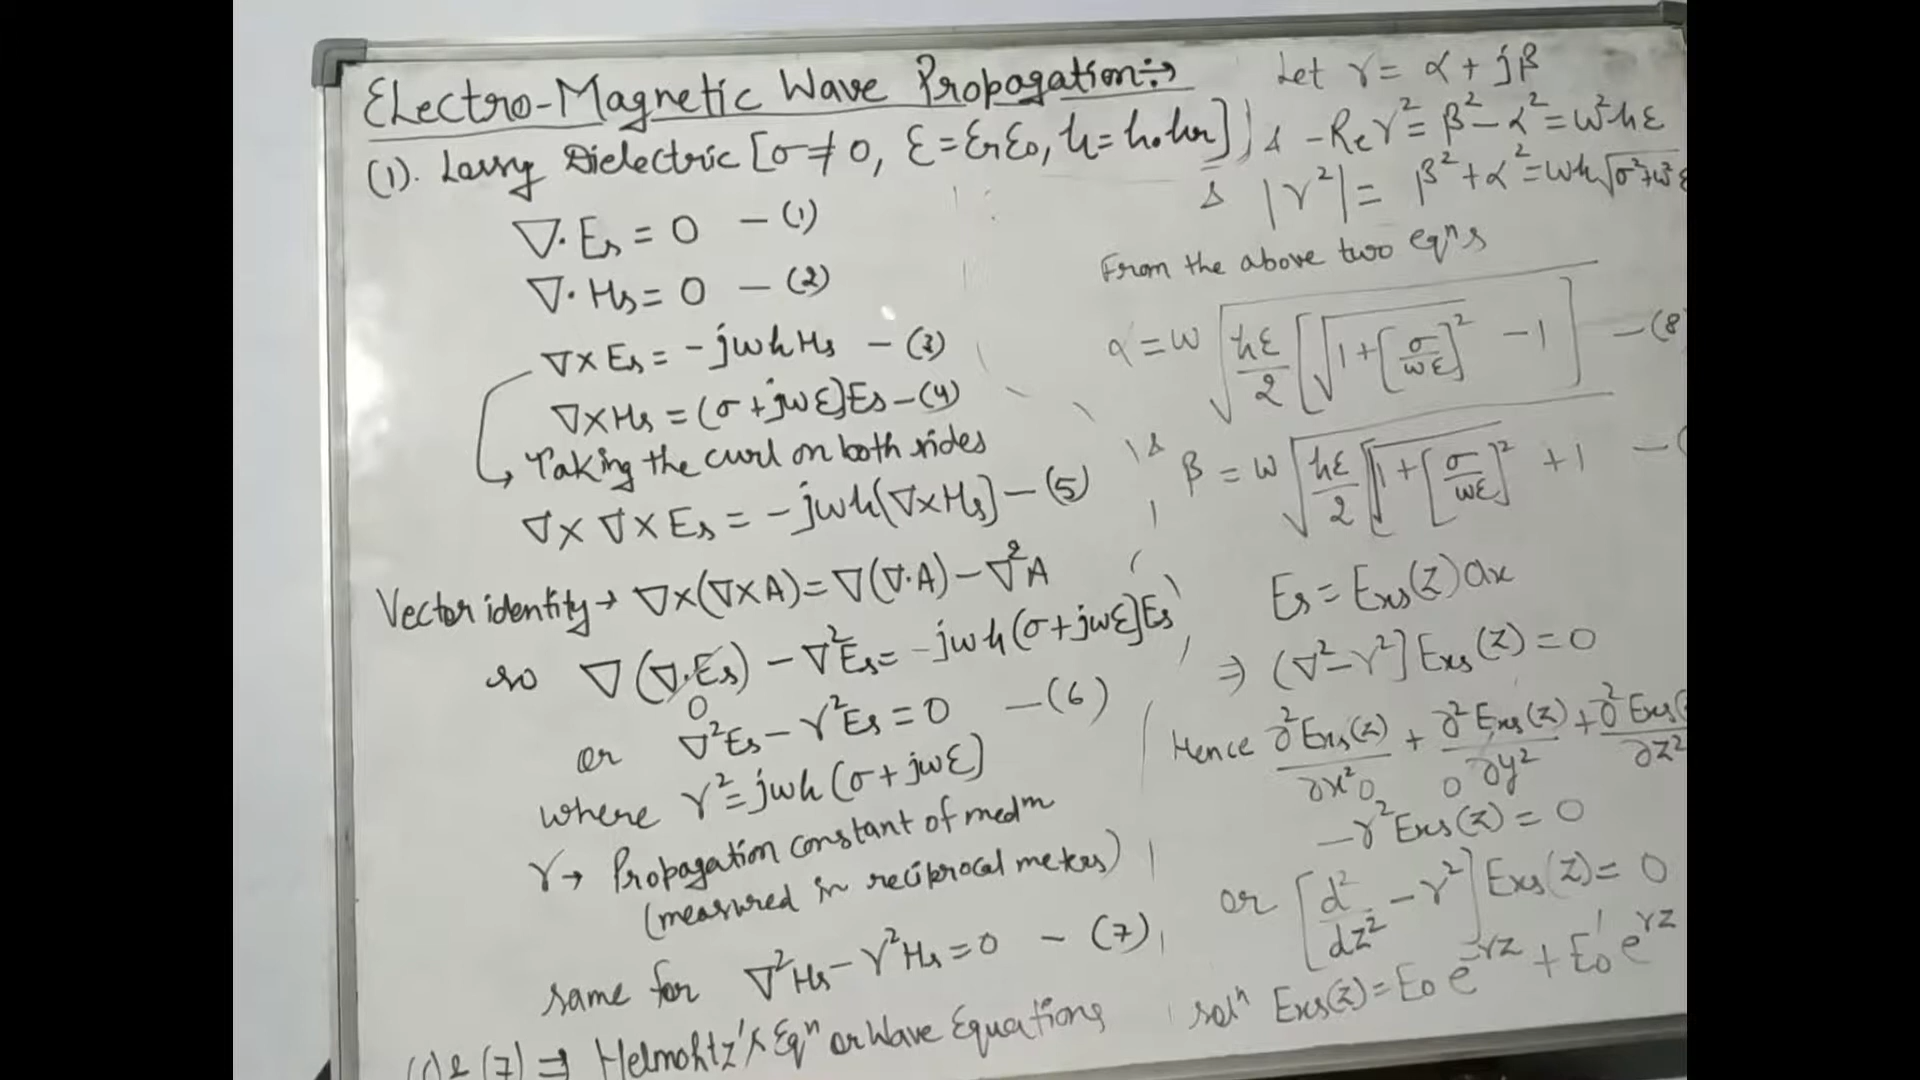 Electro-Magnetic Wave Propagation:→
(1). Lossy Dielectric [σ≠0, ε=εrε0, μ=μ0μr]
∇·Es = 0 — (1)
∇·Hs = 0 — (2)
∇×Es = -jωμHs — (3)
∇×Hs = (σ+jωε]Es — (4)
Taking the curl on both sides
∇×∇×Es = -jωμ(∇×Hs] — (5)
Vector identity → ∇×(∇×A) = ∇(∇·A) - ∇²A
so ∇(∇·Es) - ∇²Es = -jωμ(σ+jωε]Es
0
or ∇²Es - γ²Es = 0 — (6)
where γ² = jωμ(σ+jωε]
γ → Propagation constant of medm
(measured in reciprocal meters)
same for ∇²Hs - γ²Hs = 0 — (7)
& (7) ⇒ Helmohtz's Eqn or Wave Equations
Let γ = α + jβ
& -Re γ² = β² - α² = ω²με
& |γ²| = β² + α² = ωμ√σ²+ω²ε
From the above two eqns
α = ω √με/2 [√1+[σ/ωε]² - 1] — (8
& β = ω √με/2 [√1+[σ/ωε]² + 1 — (
Es = Exs(z) ax
⇒ (∇² - γ²] Exs(z) = 0
Hence ∂²Exs(z)/∂x² + ∂²Exs(z)/∂y² + ∂²Exs(/∂z²
0 0
- γ²Exs(z) = 0
or [d²/dz² - γ²] Exs(z) = 0
soln Exs(z) = E0 e^-γz + E0' e^γz